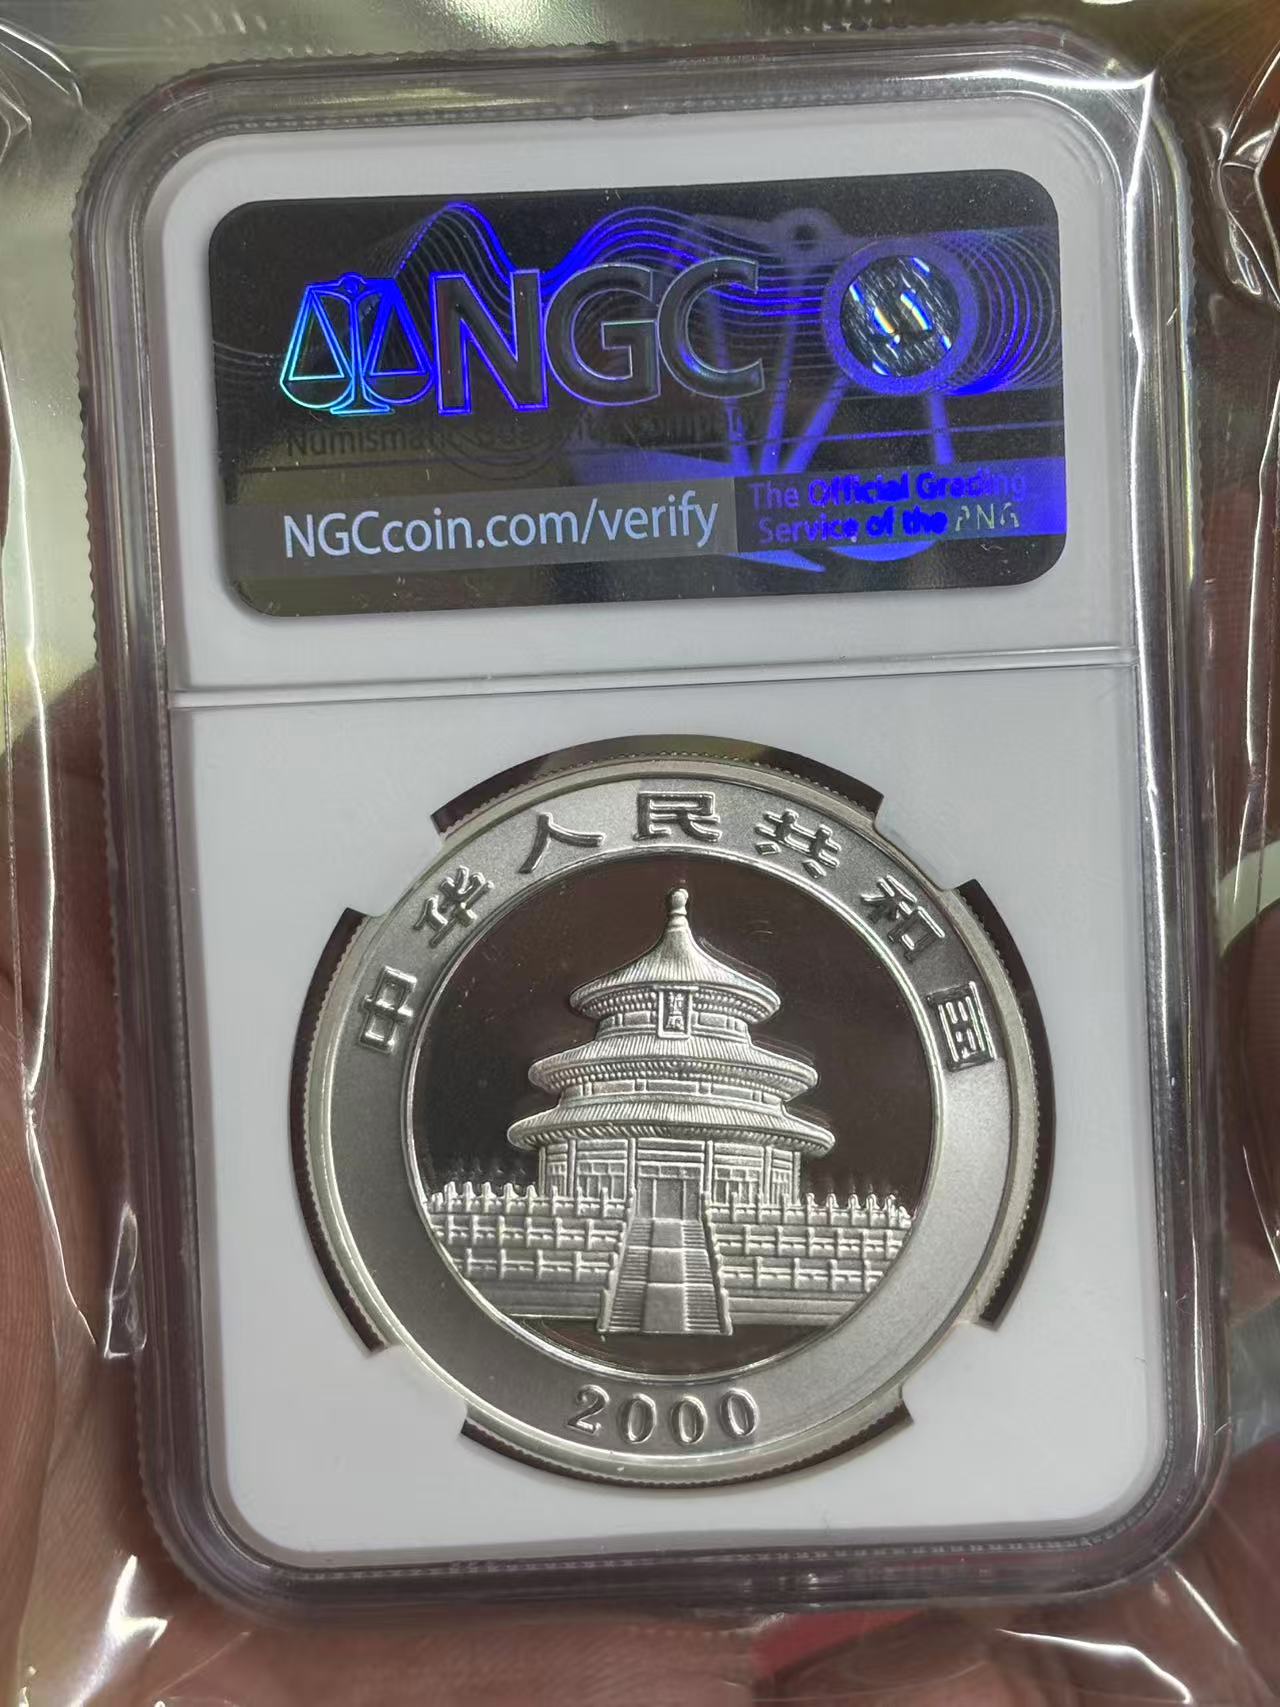 NGC
NGCcoin.com/verify
The Official Grading
Service of the PNG
中华人民共和国
2000